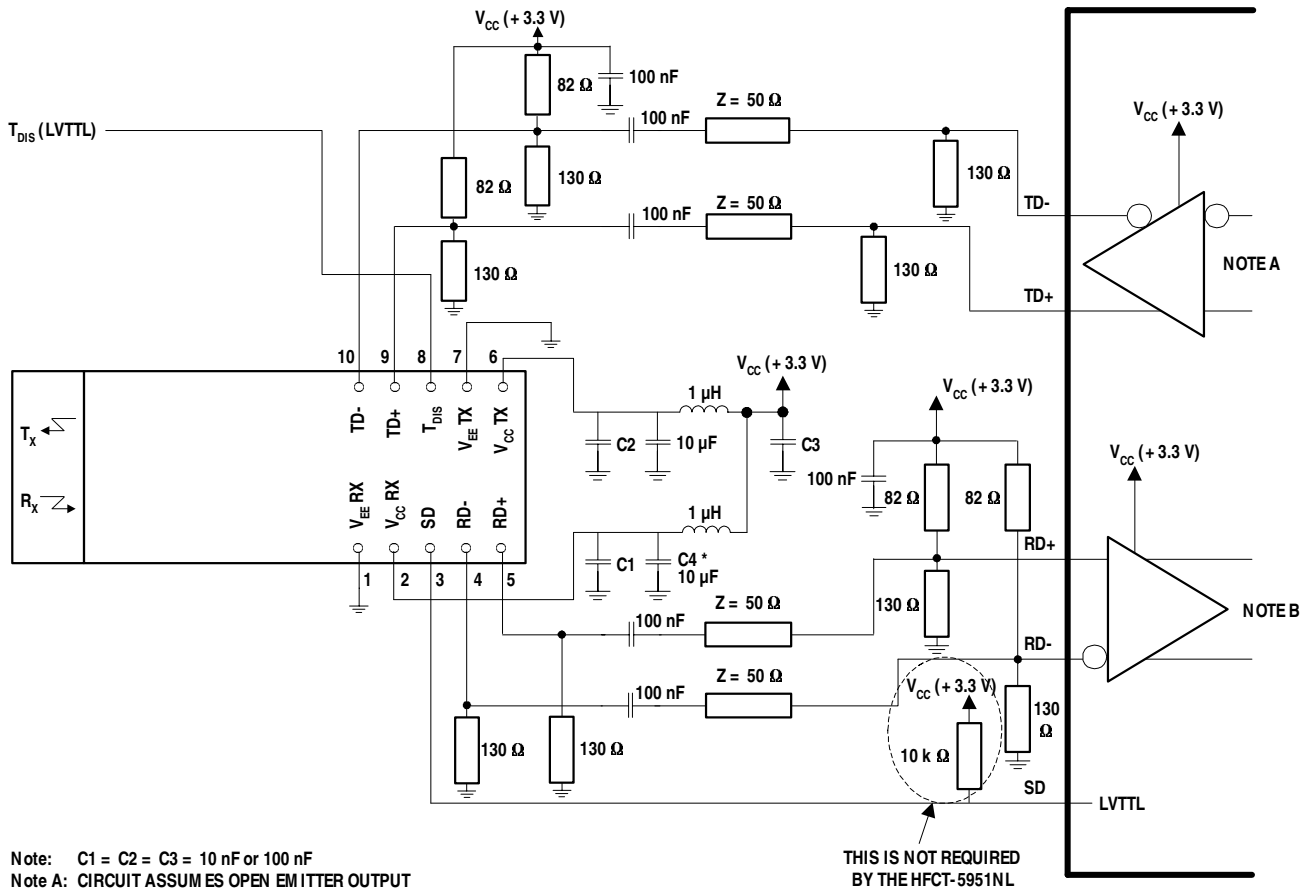 V_CC (+ 3.3 V)
82 Ω
100 nF
T_DIS (LVTTL)
100 nF
Z = 50 Ω
82 Ω
130 Ω
130 Ω
V_CC (+ 3.3 V)
TD-
100 nF
Z = 50 Ω
130 Ω
130 Ω
NOTE A
TD+
10 9 8 7 6
TD-
TD+
T_DIS
V_EE TX
V_CC TX
T_X
R_X
V_EE RX
V_CC RX
SD
RD-
RD+
1 2 3 4 5
V_CC (+ 3.3 V)
1 µH
C2
10 µF
C3
1 µH
C1
C4 *
10 µF
V_CC (+ 3.3 V)
100 nF
82 Ω
82 Ω
V_CC (+ 3.3 V)
RD+
130 Ω
NOTE B
RD-
100 nF
Z = 50 Ω
100 nF
Z = 50 Ω
V_CC (+ 3.3 V)
130 Ω
130 Ω
10 k Ω
130
Ω
SD
LVTTL
THIS IS NOT REQUIRED
BY THE HFCT-5951NL
Note: C1 = C2 = C3 = 10 nF or 100 nF
Note A: CIRCUIT ASSUMES OPEN EMITTER OUTPUT